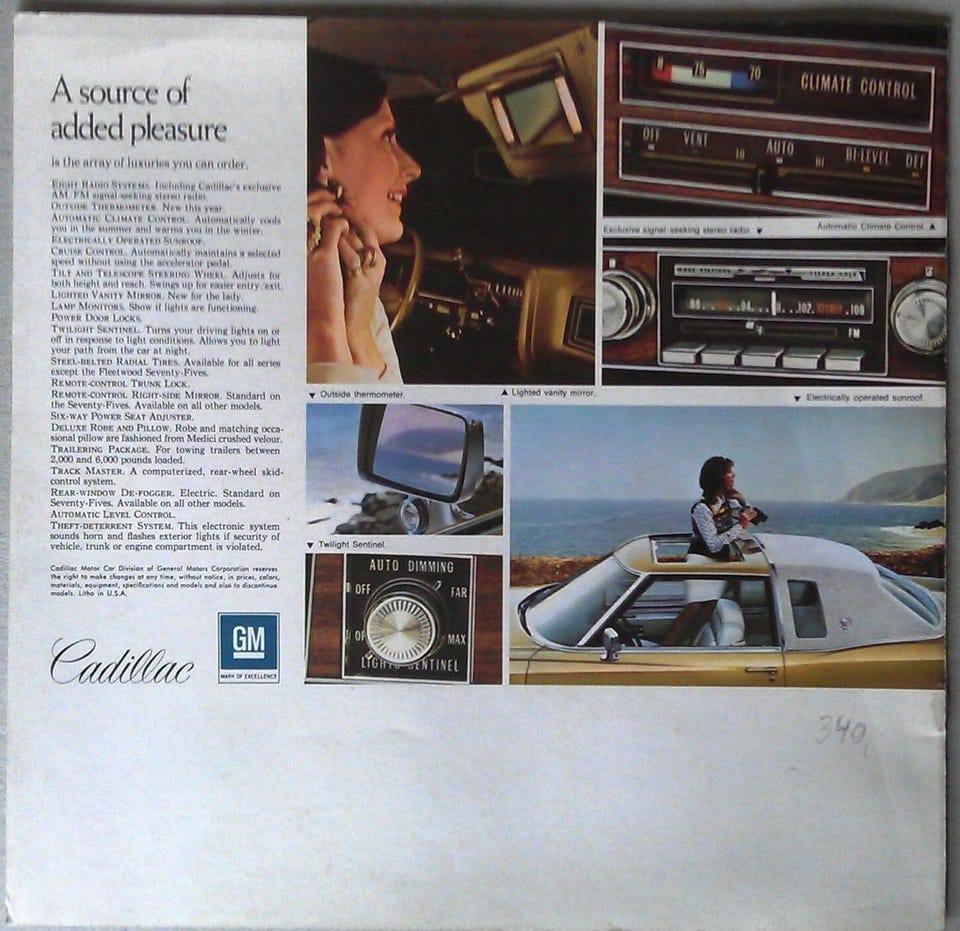 A source of
added pleasure
is the array of luxuries you can order.
EIGHT RADIO SYSTEMS. Including Cadillac's exclusive
AM/FM signal-seeking stereo radio.
OUTSIDE THERMOMETER. New this year.
AUTOMATIC CLIMATE CONTROL. Automatically cools
you in the summer and warms you in the winter.
ELECTRICALLY OPERATED SUNROOF.
CRUISE CONTROL. Automatically maintains a selected
speed without using the accelerator pedal.
TILT AND TELESCOPE STEERING WHEEL. Adjusts for
both height and reach. Swings up for easier entry/exit.
LIGHTED VANITY MIRROR. New for the lady.
LAMP MONITORS. Show if lights are functioning.
POWER DOOR LOCKS.
TWILIGHT SENTINEL. Turns your driving lights on or
off in response to light conditions. Allows you to light
your path from the car at night.
STEEL-BELTED RADIAL TIRES. Available for all series
except the Fleetwood Seventy-Fives.
REMOTE-CONTROL TRUNK LOCK.
REMOTE-CONTROL RIGHT-SIDE MIRROR. Standard on
the Seventy-Fives. Available on all other models.
SIX-WAY POWER SEAT ADJUSTER.
DELUXE ROBE AND PILLOW. Robe and matching occa-
sional pillow are fashioned from Medici crushed velour.
TRAILERING PACKAGE. For towing trailers between
2,000 and 6,000 pounds loaded.
TRACK MASTER. A computerized, rear-wheel skid-
control system.
REAR-WINDOW DE-FOGGER. Electric. Standard on
Seventy-Fives. Available on all other models.
AUTOMATIC LEVEL CONTROL.
THEFT-DETERRENT SYSTEM. This electronic system
sounds horn and flashes exterior lights if security of
vehicle, trunk or engine compartment is violated.
Cadillac Motor Car Division of General Motors Corporation reserves
the right to make changes at any time, without notice, in prices, colors,
materials, equipment, specifications and models and also to discontinue
models. Litho in U.S.A.
Cadillac
GM
MARK OF EXCELLENCE
75 70 CLIMATE CONTROL
OFF VENT LO AUTO HI BI-LEVEL DEF
Exclusive signal-seeking stereo radio. ▼ Automatic Climate Control. ▲
88 94 102 STEREO 108
FM
▼ Outside thermometer. ▲ Lighted vanity mirror. ▼ Electrically operated sunroof.
▼ Twilight Sentinel.
AUTO DIMMING
OFF FAR
MAX
340